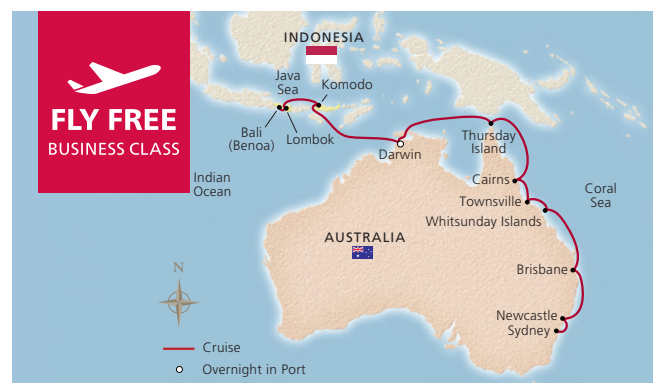 FLY FREE
BUSINESS CLASS
INDONESIA
Java
Sea
Komodo
Bali
(Benoa)
Lombok
Darwin
Thursday
Island
Indian
Ocean
Cairns
Townsville
Whitsunday Islands
Coral
Sea
AUSTRALIA
Brisbane
Newcastle
Sydney
N
Cruise
Overnight in Port